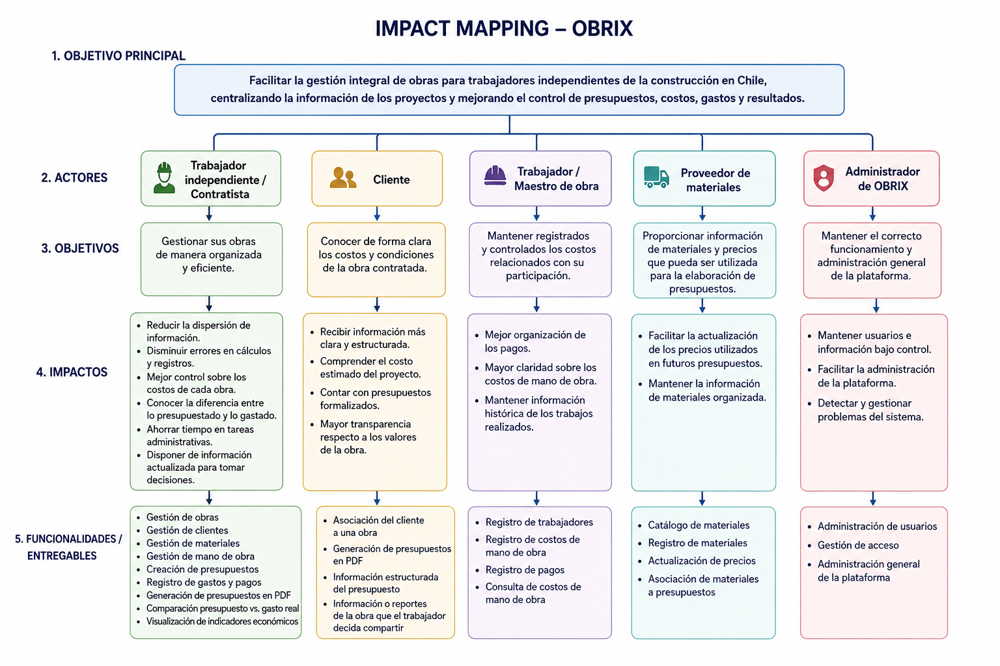 IMPACT MAPPING – OBRIX
1. OBJETIVO PRINCIPAL
Facilitar la gestión integral de obras para trabajadores independientes de la construcción en Chile,
centralizando la información de los proyectos y mejorando el control de presupuestos, costos, gastos y resultados.
2. ACTORES
Trabajador
independiente /
Contratista
Cliente
Trabajador /
Maestro de obra
Proveedor de
materiales
Administrador
de OBRIX
3. OBJETIVOS
Gestionar sus obras
de manera organizada
y eficiente.
Conocer de forma clara
los costos y condiciones
de la obra contratada.
Mantener registrados
y controlados los costos
relacionados con su
participación.
Proporcionar información
de materiales y precios
que pueda ser utilizada
para la elaboración de
presupuestos.
Mantener el correcto
funcionamiento y
administración general
de la plataforma.
4. IMPACTOS
• Reducir la dispersión de
información.
• Disminuir errores en cálculos
y registros.
• Mejor control sobre los
costos de cada obra.
• Conocer la diferencia entre
lo presupuestado y lo gastado.
• Ahorrar tiempo en tareas
administrativas.
• Disponer de información
actualizada para tomar
decisiones.
• Recibir información más
clara y estructurada.
• Comprender el costo
estimado del proyecto.
• Contar con presupuestos
formalizados.
• Mayor transparencia
respecto a los valores
de la obra.
• Mejor organización de
los pagos.
• Mayor claridad sobre los
costos de mano de obra.
• Mantener información
histórica de los trabajos
realizados.
• Facilitar la actualización
de los precios utilizados
en futuros presupuestos.
• Mantener la información
de materiales organizada.
• Mantener usuarios e
información bajo control.
• Facilitar la administración
de la plataforma.
• Detectar y gestionar
problemas del sistema.
5. FUNCIONALIDADES /
ENTREGABLES
• Gestión de obras
• Gestión de clientes
• Gestión de materiales
• Gestión de mano de obra
• Creación de presupuestos
• Registro de gastos y pagos
• Generación de presupuestos en PDF
• Comparación presupuesto vs. gasto real
• Visualización de indicadores económicos
• Asociación del cliente
a una obra
• Generación de presupuestos
en PDF
• Información estructurada
del presupuesto
• Información o reportes
de la obra que el trabajador
decida compartir
• Registro de trabajadores
• Registro de costos de
mano de obra
• Registro de pagos
• Consulta de costos de
mano de obra
• Catálogo de materiales
• Registro de materiales
• Actualización de precios
• Asociación de materiales
a presupuestos
• Administración de usuarios
• Gestión de acceso
• Administración general
de la plataforma